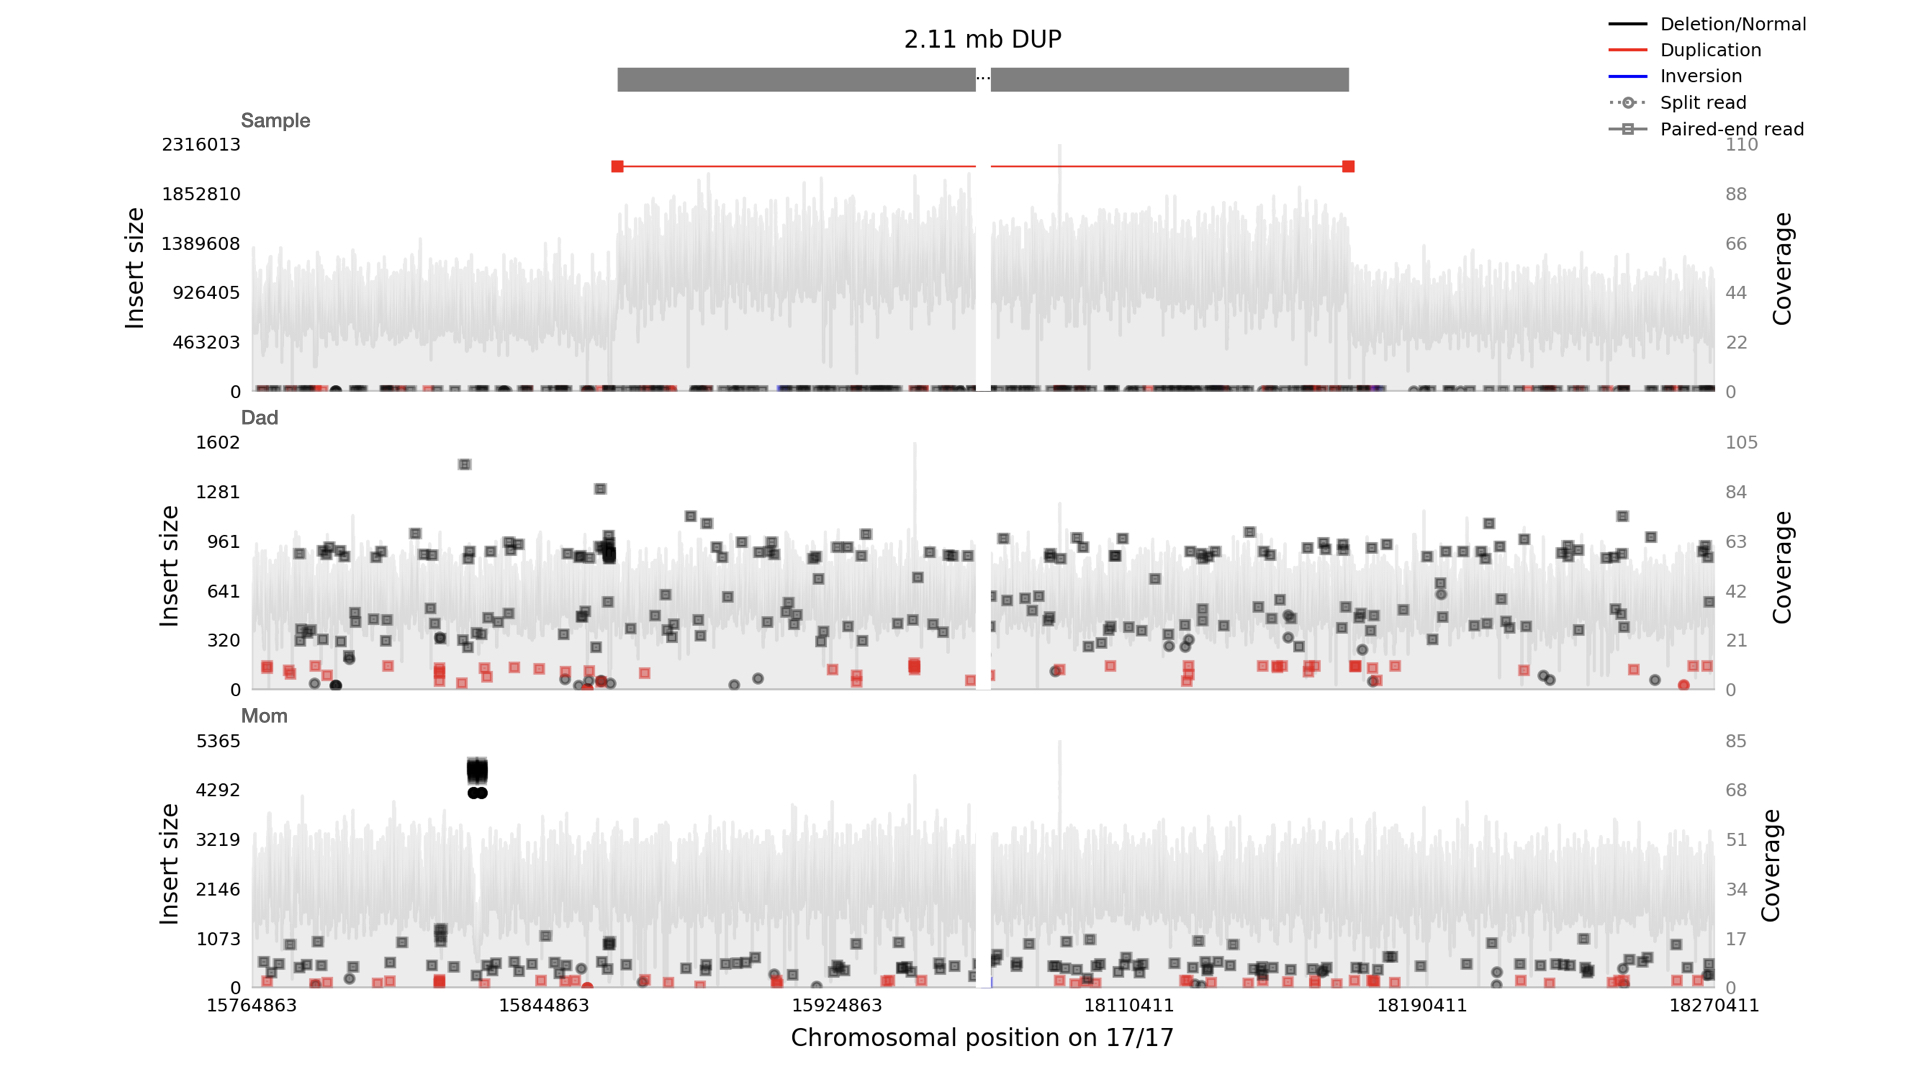 2.11 mb DUP
...
Deletion/Normal
Duplication
Inversion
Split read
Paired-end read
Sample
2316013
1852810
1389608
926405
463203
0
Insert size
110
88
66
44
22
0
Coverage
Dad
1602
1281
961
641
320
0
Insert size
105
84
63
42
21
0
Coverage
Mom
5365
4292
3219
2146
1073
0
Insert size
85
68
51
34
17
0
Coverage
15764863 15844863 15924863 18110411 18190411 18270411
Chromosomal position on 17/17